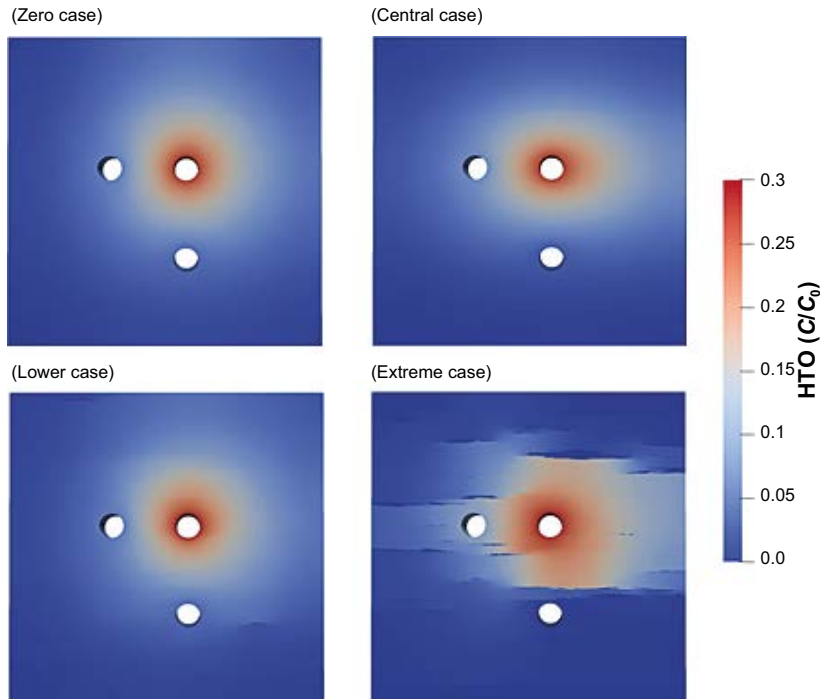 (Zero case)
(Central case)
(Lower case)
(Extreme case)
0.3
0.25
0.2
0.15
0.1
0.05
0.0
HTO (C/C₀)